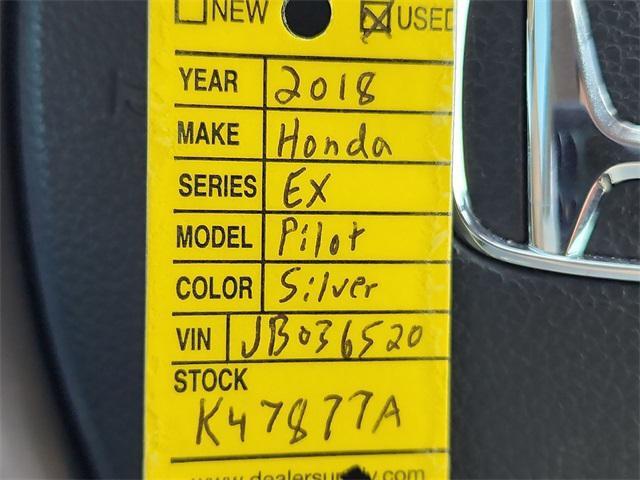 NEW USED
YEAR 2018
MAKE Honda
SERIES EX
MODEL Pilot
COLOR Silver
VIN JB036520
STOCK
K47877A